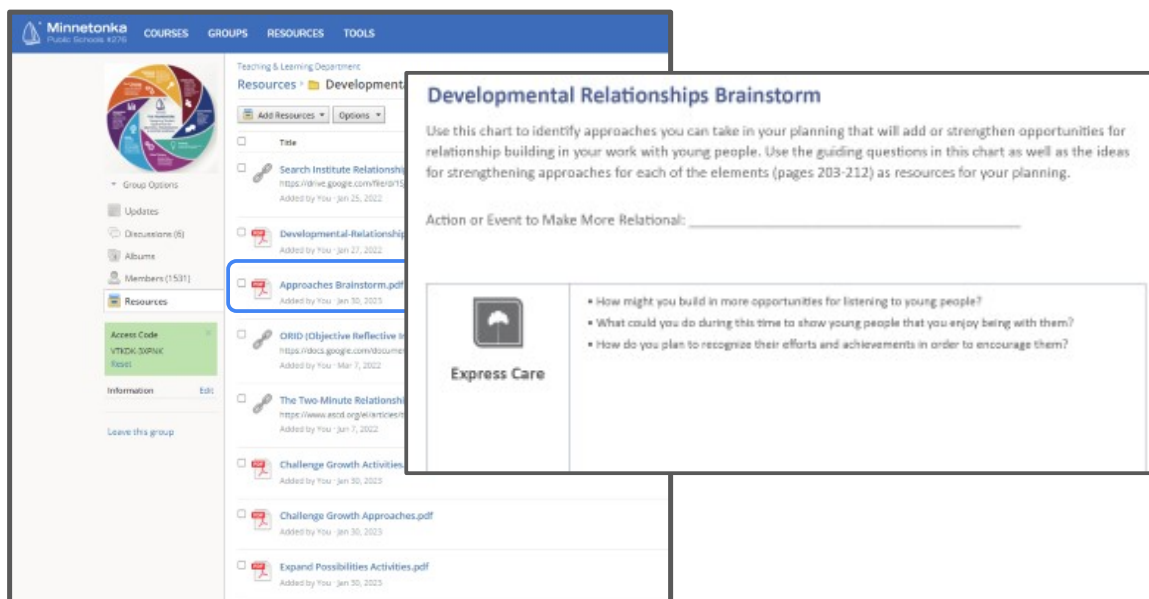 Minnetonka
Public Schools #276
COURSES GROUPS RESOURCES TOOLS
Group Options
Updates
Discussions (6)
Albums
Members (1531)
Resources
Access Code
Reset
Information Edit
Leave this group
Teaching & Learning Department
Resources Development
Add Resources Options
Title
Search Institute Relationship
Added by You · Jan 25, 2022
Developmental-Relationship
Added by You · Jan 27, 2022
Approaches Brainstorm.pdf
Added by You · Jan 30, 2023
ORID (Objective Reflective
https://docs.google.com/docume
Added by You · Mar 7, 2022
The Two-Minute Relationshi
Added by You · Jun 7, 2022
Challenge Growth Activities.
Added by You · Jan 30, 2023
Challenge Growth Approaches.pdf
Added by You · Jan 30, 2023
Expand Possibilities Activities.pdf
Added by You · Jan 30, 2023
Developmental Relationships Brainstorm
Use this chart to identify approaches you can take in your planning that will add or strengthen opportunities for
relationship building in your work with young people. Use the guiding questions in this chart as well as the ideas
for strengthening approaches for each of the elements (pages 203-212) as resources for your planning.
Action or Event to Make More Relational:
Express Care
• How might you build in more opportunities for listening to young people?
• What could you do during this time to show young people that you enjoy being with them?
• How do you plan to recognize their efforts and achievements in order to encourage them?